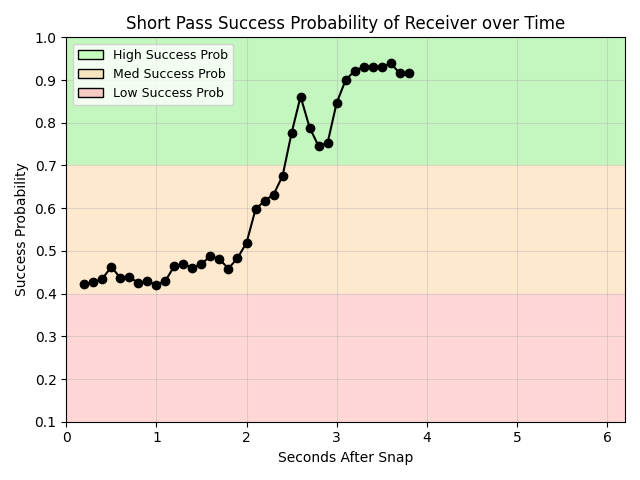 Short Pass Success Probability of Receiver over Time
High Success Prob
Med Success Prob
Low Success Prob
Success Probability
1.0
0.9
0.8
0.7
0.6
0.5
0.4
0.3
0.2
0.1
0 1 2 3 4 5 6
Seconds After Snap